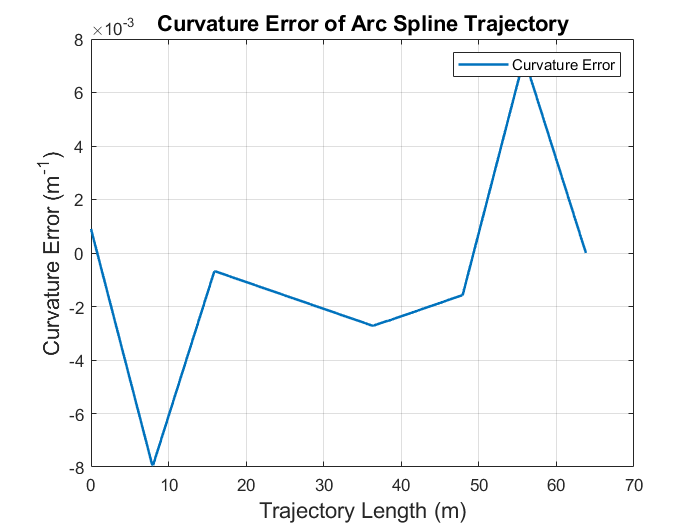 Curvature Error of Arc Spline Trajectory
×10⁻³
Curvature Error
8
6
4
2
0
-2
-4
-6
-8
Curvature Error (m⁻¹)
0 10 20 30 40 50 60 70
Trajectory Length (m)